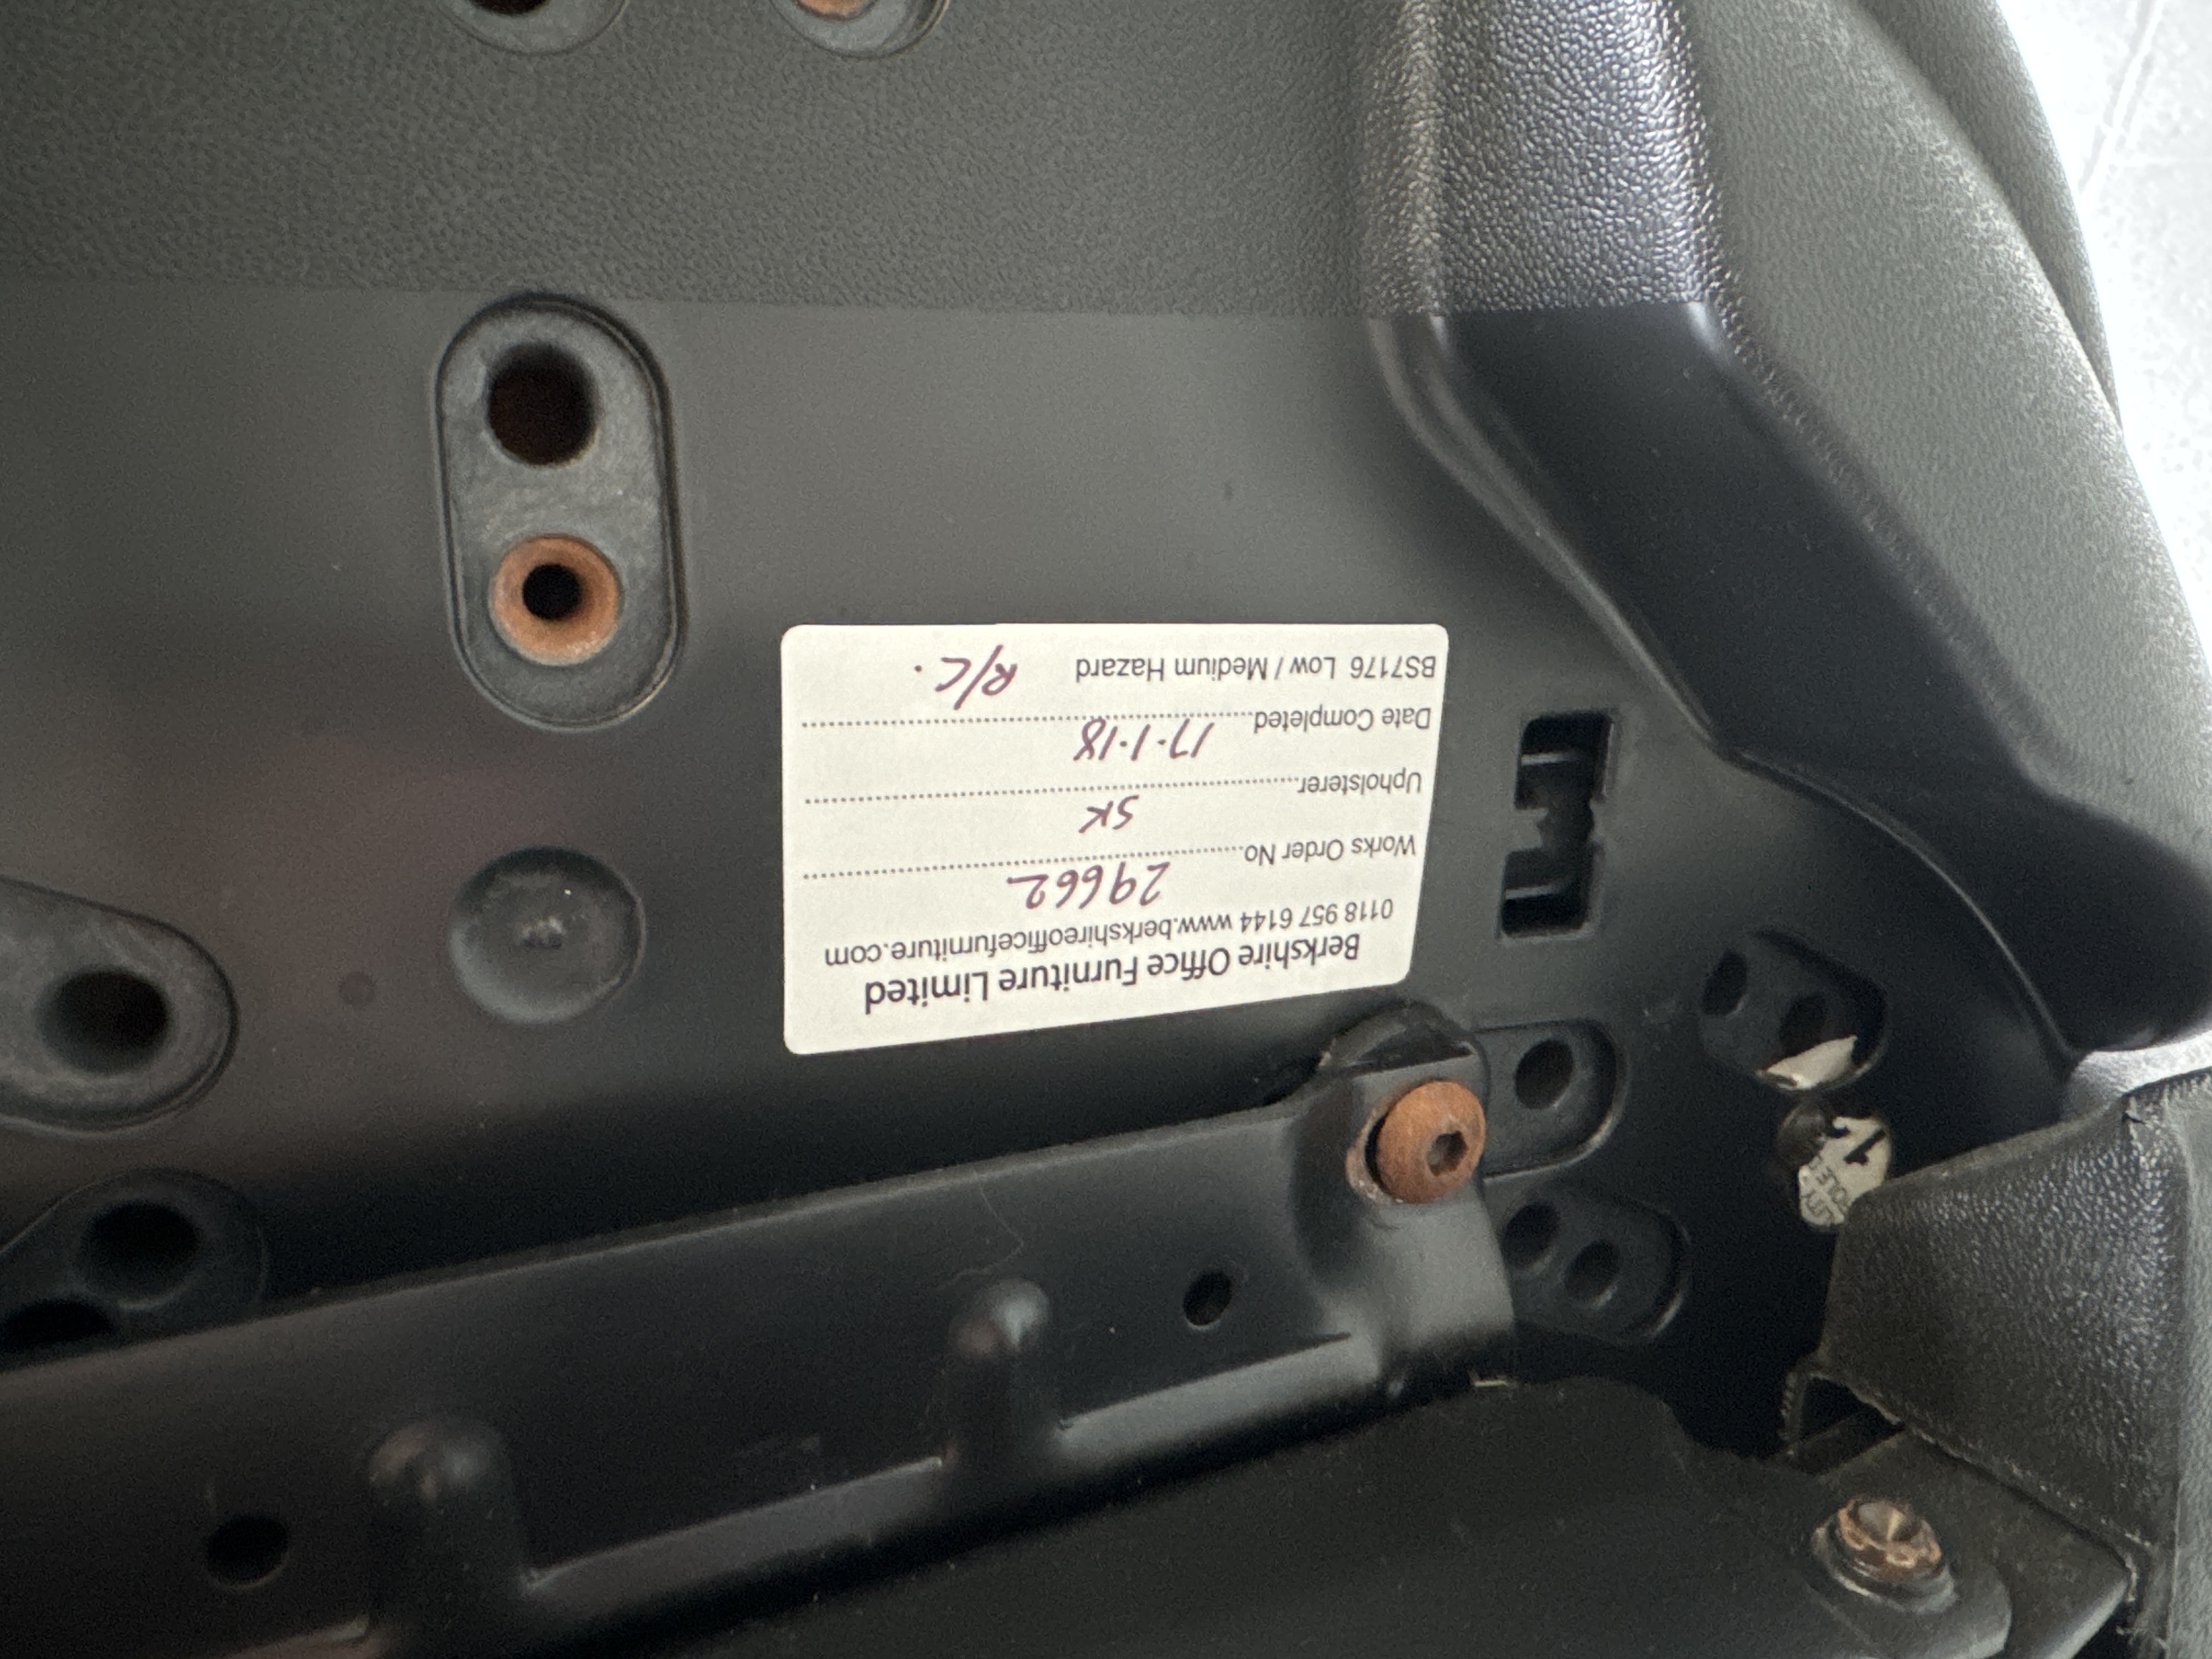 Berkshire Office Furniture Limited
0118 957 6144 www.berkshireofficefurniture.com
Works Order No. 29662
Upholsterer SK
Date Completed 17.1.18
BS7176 Low / Medium Hazard R/C.
12